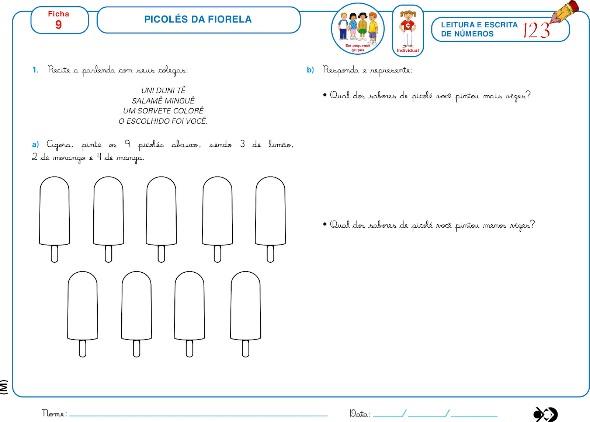 Ficha
9
PICOLÉS DA FIORELA
Em pequenos
grupos
Individual
LEITURA E ESCRITA
DE NÚMEROS
123
1. Recite a parlenda com seus colegas:
UNI DUNI TÊ
SALAMÊ MINGUÊ
UM SORVETE COLORÊ
O ESCOLHIDO FOI VOCÊ.
a) Agora, pinte os 9 picolés abaixo, sendo 3 de limão,
2 de morango e 4 de manga.
b) Responda e represente:
• Qual dos sabores de picolé você pintou mais vezes?
• Qual dos sabores de picolé você pintou menos vezes?
(M)
Nome:
Data: / /